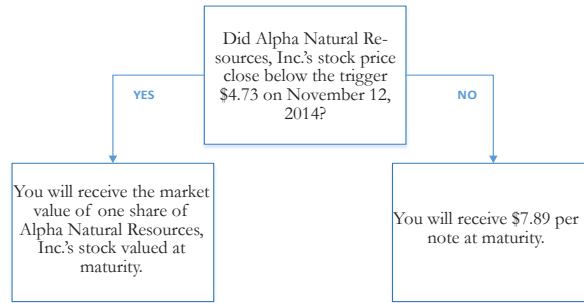 Did Alpha Natural Re-
sources, Inc.'s stock price
close below the trigger
$4.73 on November 12,
2014?
YES
NO
You will receive the market
value of one share of
Alpha Natural Resources,
Inc.'s stock valued at
maturity.
You will receive $7.89 per
note at maturity.